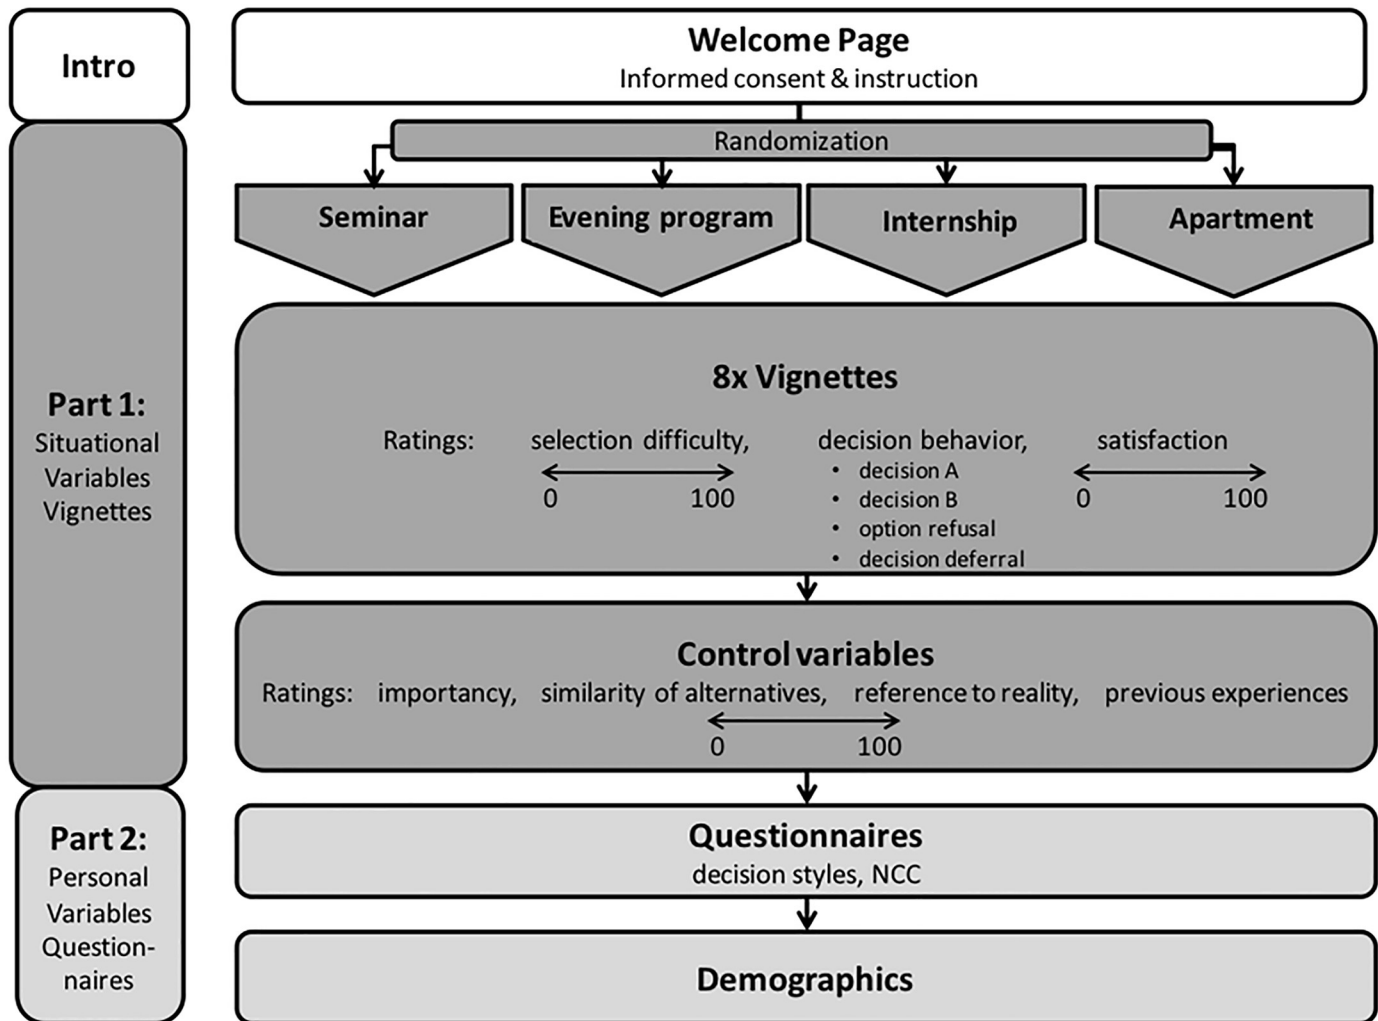 Intro
Welcome Page
Informed consent & instruction
Randomization
Seminar
Evening program
Internship
Apartment
Part 1:
Situational
Variables
Vignettes
8x Vignettes
Ratings: selection difficulty, decision behavior, satisfaction
• decision A
0 100 • decision B 0 100
• option refusal
• decision deferral
Control variables
Ratings: importancy, similarity of alternatives, reference to reality, previous experiences
0 100
Part 2:
Personal
Variables
Question-
naires
Questionnaires
decision styles, NCC
Demographics